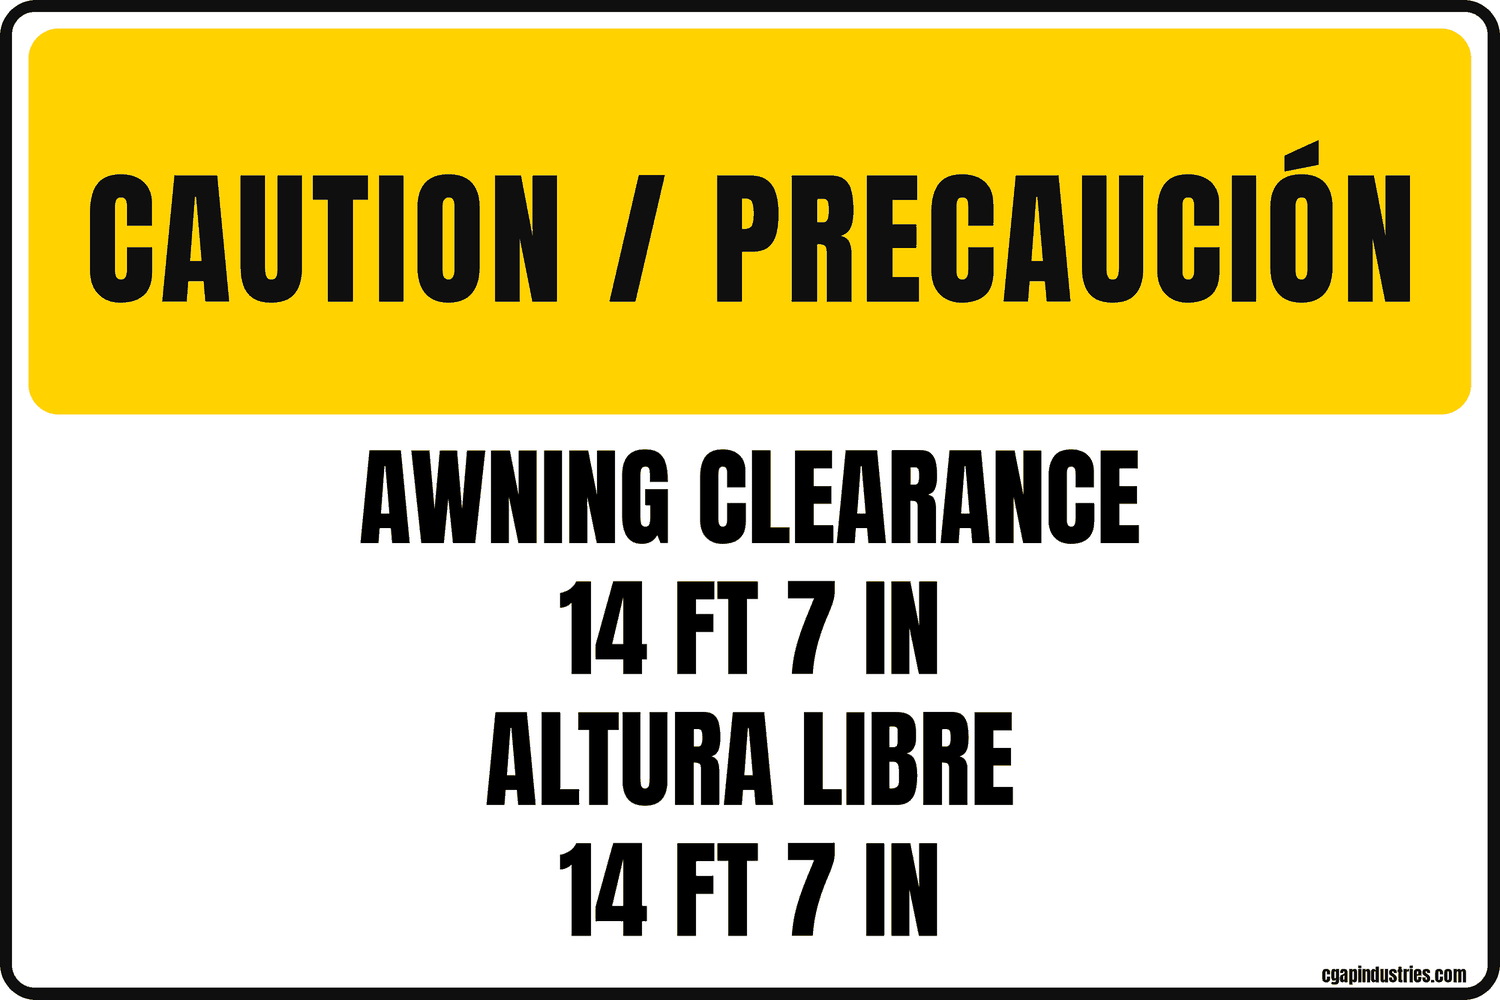 CAUTION / PRECAUCIÓN
AWNING CLEARANCE
14 FT 7 IN
ALTURA LIBRE
14 FT 7 IN
cgapindustries.com